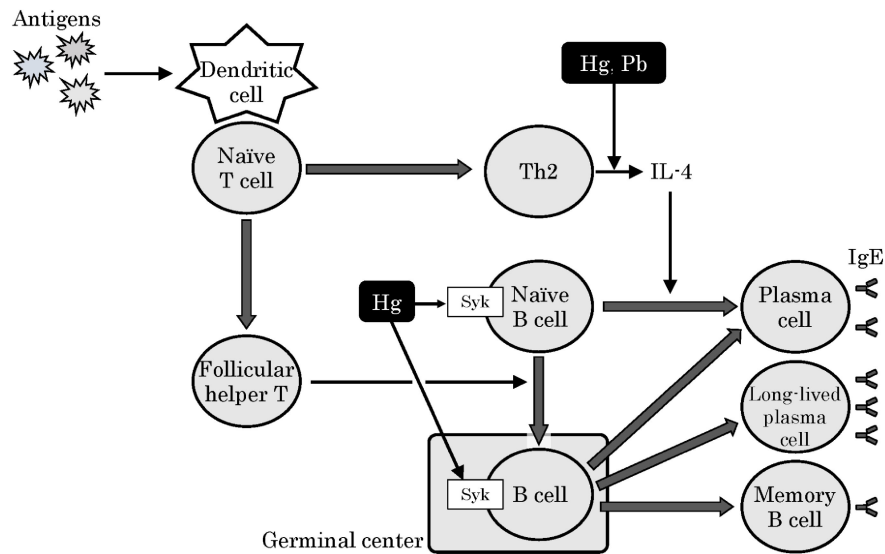 Antigens
Dendritic
cell
Hg, Pb
Naïve
T cell
Th2
IL-4
IgE
Hg
Syk
Naïve
B cell
Plasma
cell
Follicular
helper T
Long-lived
plasma
cell
Syk
B cell
Memory
B cell
Germinal center